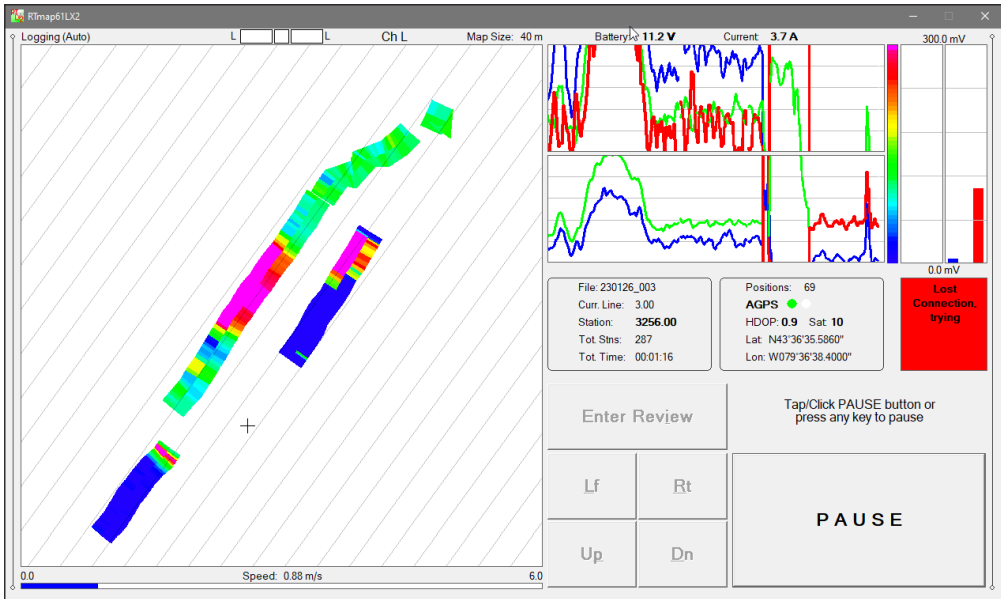 RTmap61LX2
Logging (Auto)
L L
Ch L
Map Size: 40 m
Battery: 11.2 V
Current: 3.7 A
300.0 mV
0.0 mV
File: 230126_003
Curr. Line: 3.00
Station: 3256.00
Tot. Stns: 287
Tot. Time: 00:01:16
Positions: 69
AGPS
HDOP: 0.9 Sat: 10
Lat: N43°36'35.5860"
Lon: W079°36'38.4000"
Lost
Connection,
trying
Enter Review
Tap/Click PAUSE button or
press any key to pause
Lf
Rt
Up
Dn
PAUSE
0.0
Speed: 0.88 m/s
6.0